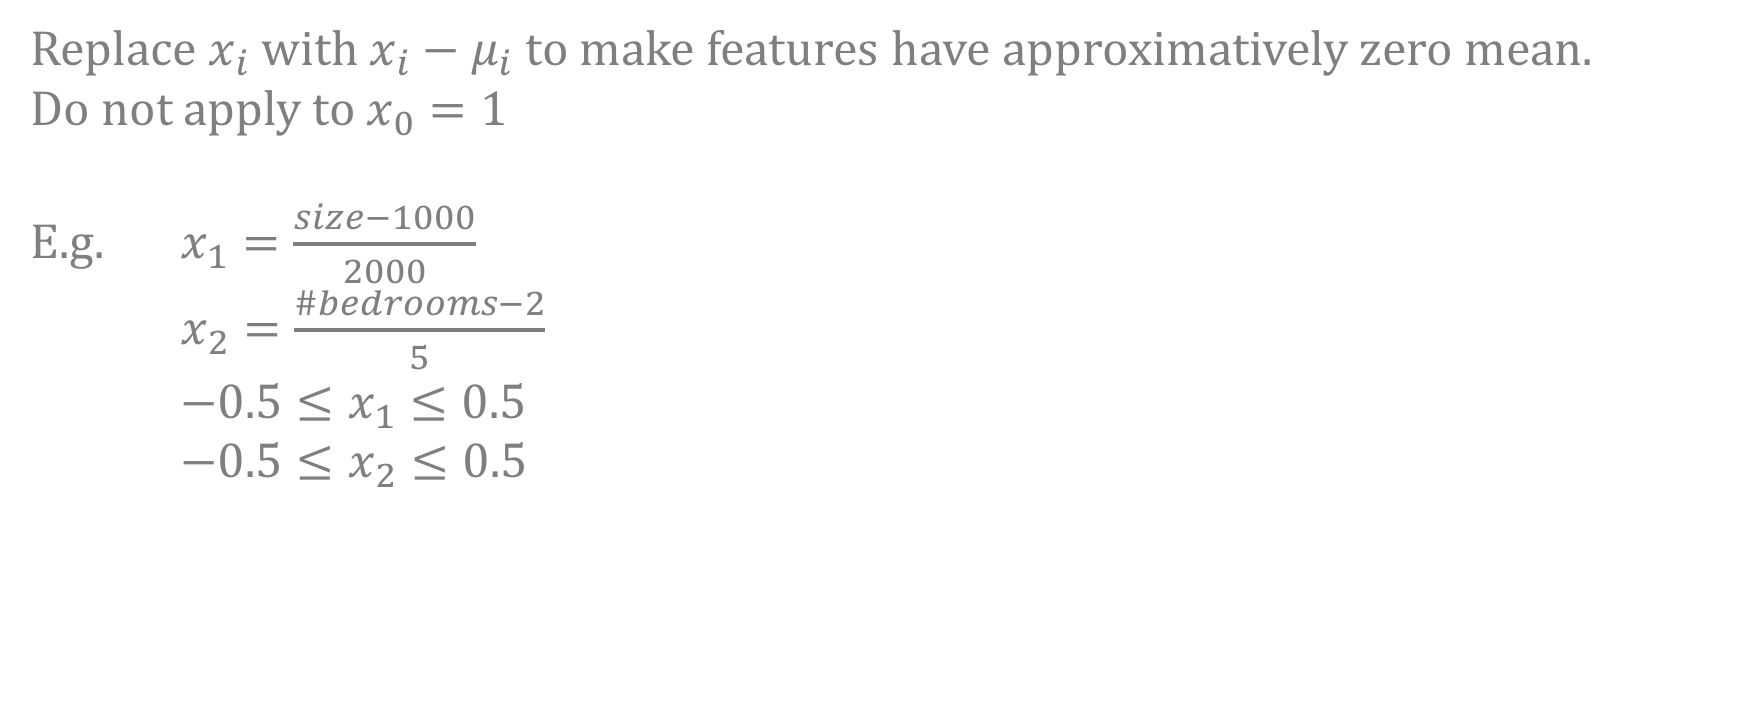 Replace xᵢ with xᵢ − μᵢ to make features have approximatively zero mean.
Do not apply to x₀ = 1
E.g. x₁ = (size−1000)/2000
x₂ = (#bedrooms−2)/5
−0.5 ≤ x₁ ≤ 0.5
−0.5 ≤ x₂ ≤ 0.5